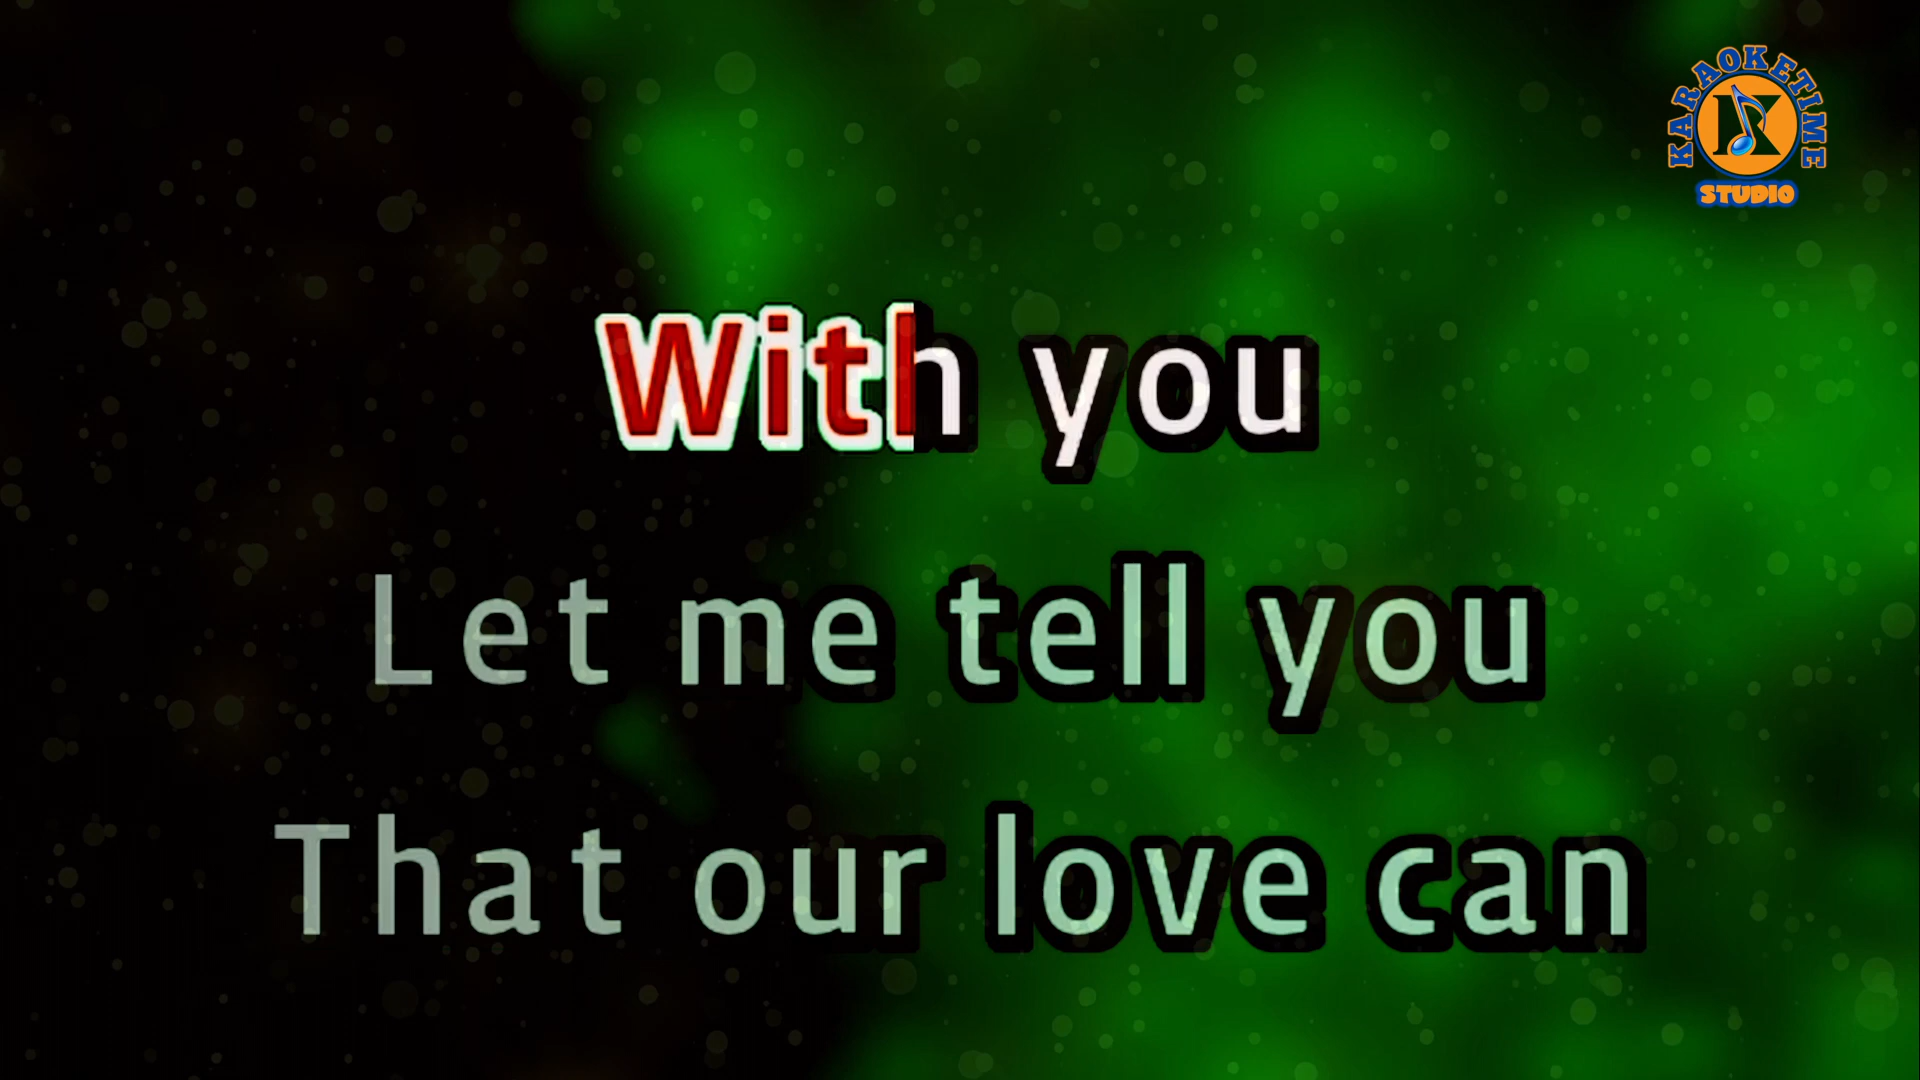 KARAOKETIME
STUDIO
With you
Let me tell you
That our love can